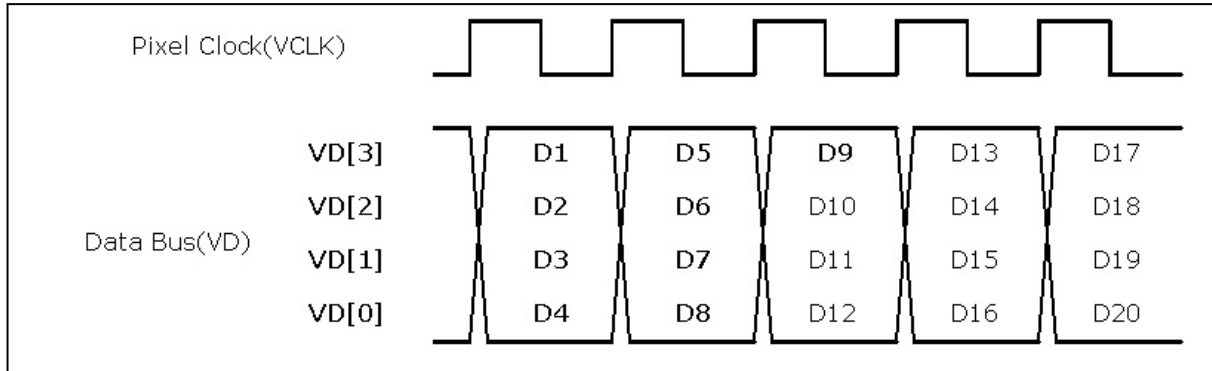 Pixel Clock(VCLK)
VD[3] D1 D5 D9 D13 D17
VD[2] D2 D6 D10 D14 D18
Data Bus(VD)
VD[1] D3 D7 D11 D15 D19
VD[0] D4 D8 D12 D16 D20